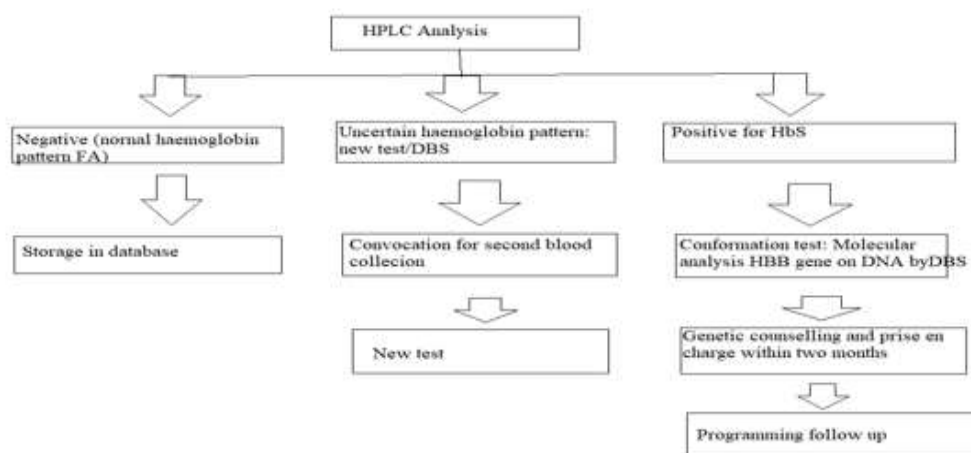 HPLC Analysis
Negative (nornal haemoglobin
pattern FA)
Uncertain haemoglobin pattern:
new test/DBS
Positive for HbS
Storage in database
Convocation for second blood
collecion
Conformation test: Molecular
analysis HBB gene on DNA byDBS
New test
Genetic counselling and prise en
charge within two months
Programming follow up